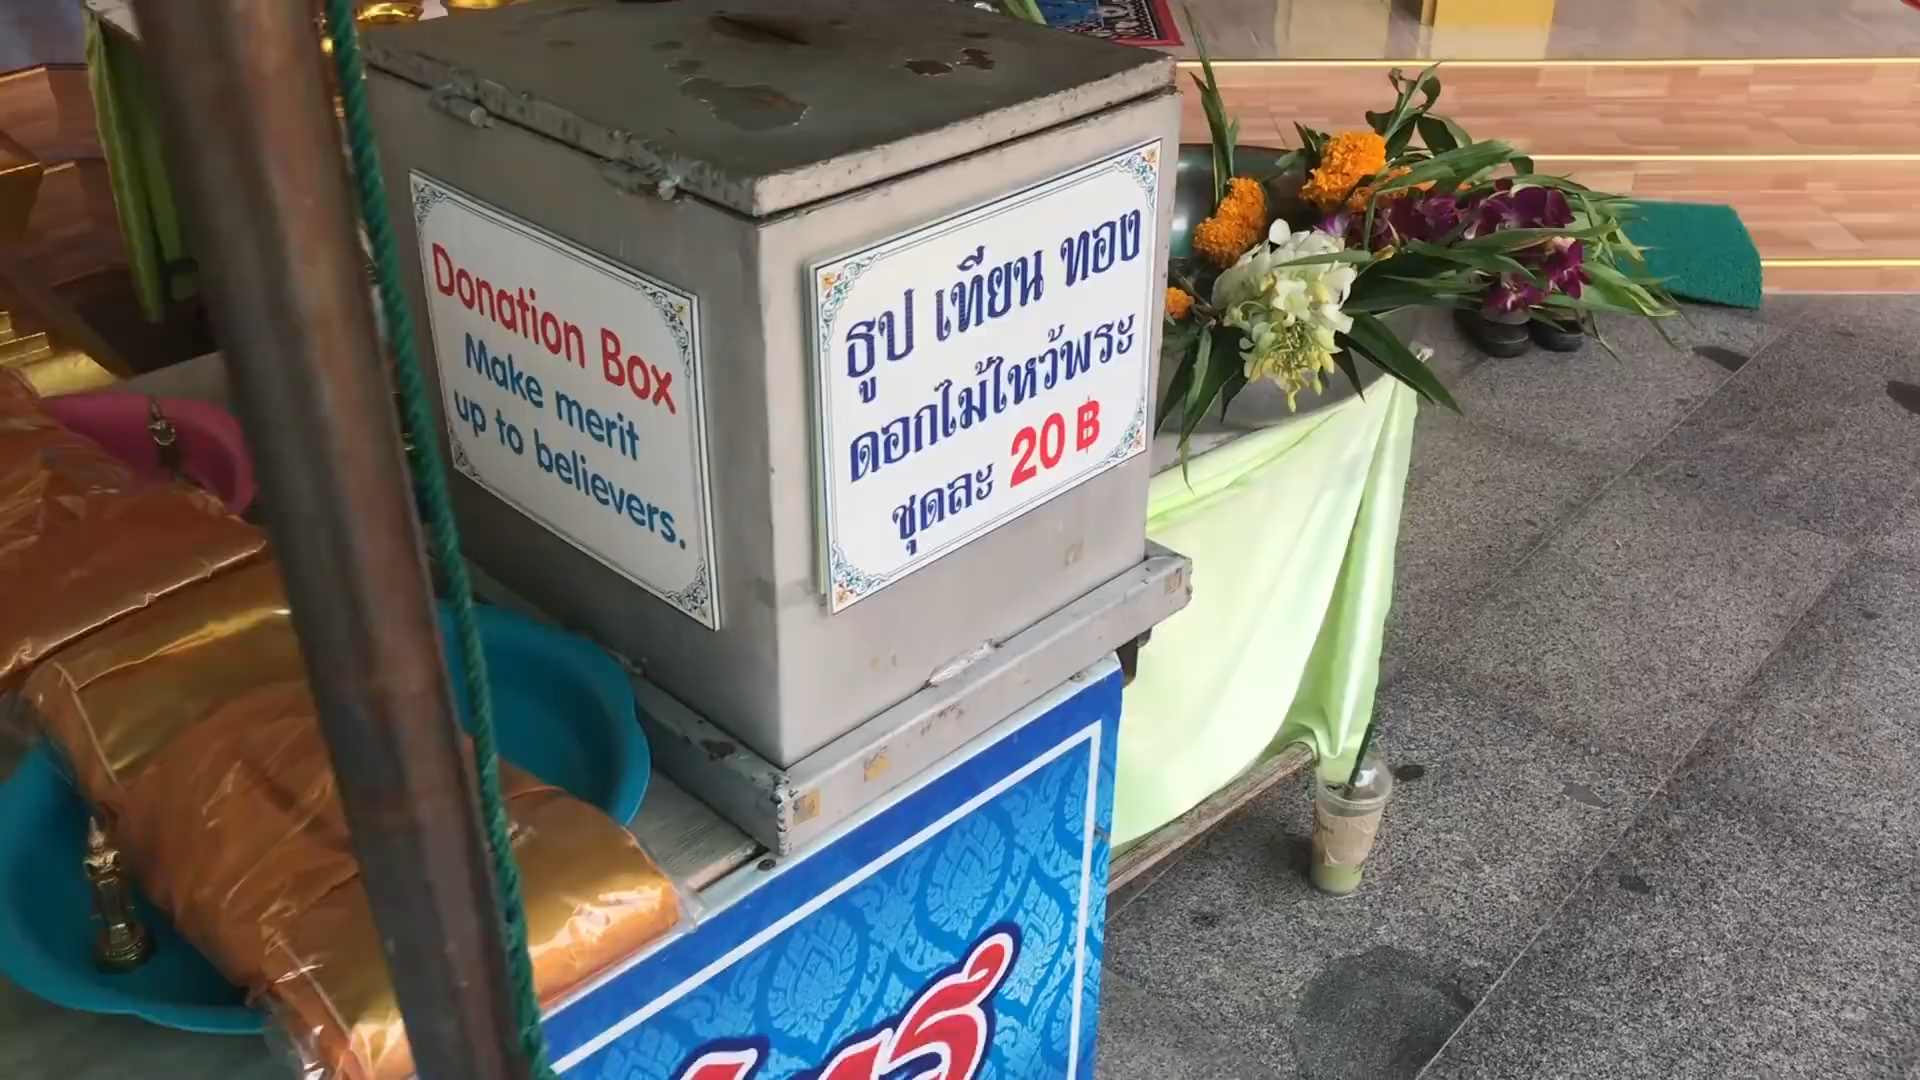 Donation Box
Make merit
up to believers.
ธูป เทียน ทอง
ดอกไม้ไหว้พระ
ชุดละ 20 ฿